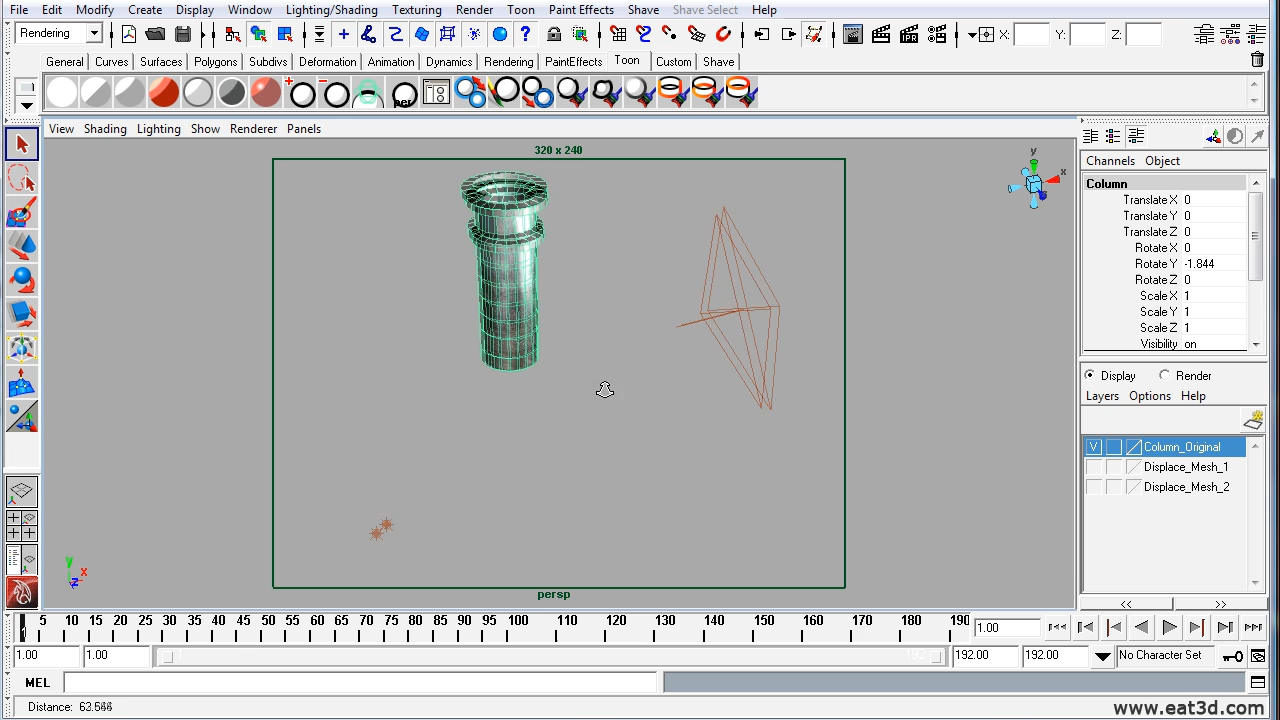 File Edit Modify Create Display Window Lighting/Shading Texturing Render Toon Paint Effects Shave Shave Select Help
Rendering X: Y: Z:
General Curves Surfaces Polygons Subdivs Deformation Animation Dynamics Rendering PaintEffects Toon Custom Shave
per
View Shading Lighting Show Renderer Panels
320 x 240
y
x
persp
y
x
z
Channels Object
Column
Translate X 0
Translate Y 0
Translate Z 0
Rotate X 0
Rotate Y -1.844
Rotate Z 0
Scale X 1
Scale Y 1
Scale Z 1
Visibility on
Display Render
Layers Options Help
V Column_Original
Displace_Mesh_1
Displace_Mesh_2
<< >>
5 10 15 20 25 30 35 40 45 50 55 60 65 70 75 80 85 90 95 100 110 120 130 140 150 160 170 180 190 1.00
1.00 1.00 192.00 192.00 No Character Set
MEL
Distance: 62.566
www.eat3d.com